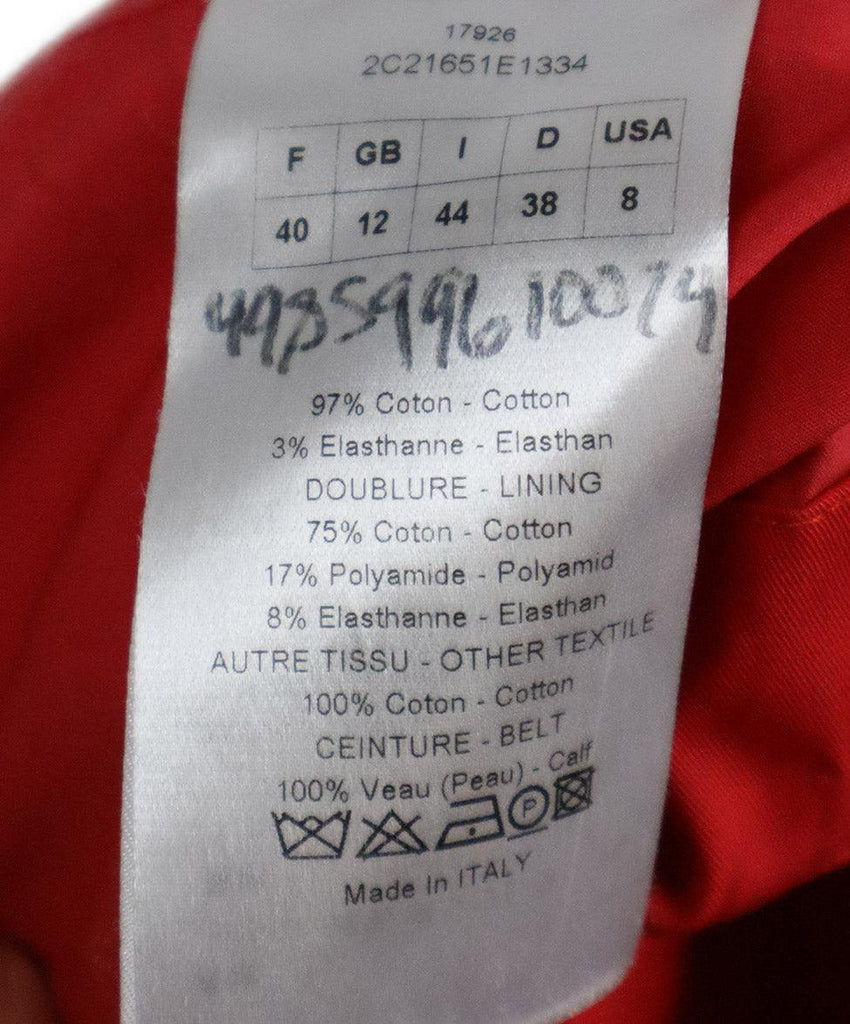 17926
2C21651E1334
F GB I D USA
40 12 44 38 8
498599610074
97% Coton - Cotton
3% Elasthanne - Elasthan
DOUBLURE - LINING
75% Coton - Cotton
17% Polyamide - Polyamid
8% Elasthanne - Elasthan
AUTRE TISSU - OTHER TEXTILE
100% Coton - Cotton
CEINTURE - BELT
100% Veau (Peau) - Calf
P
Made In ITALY